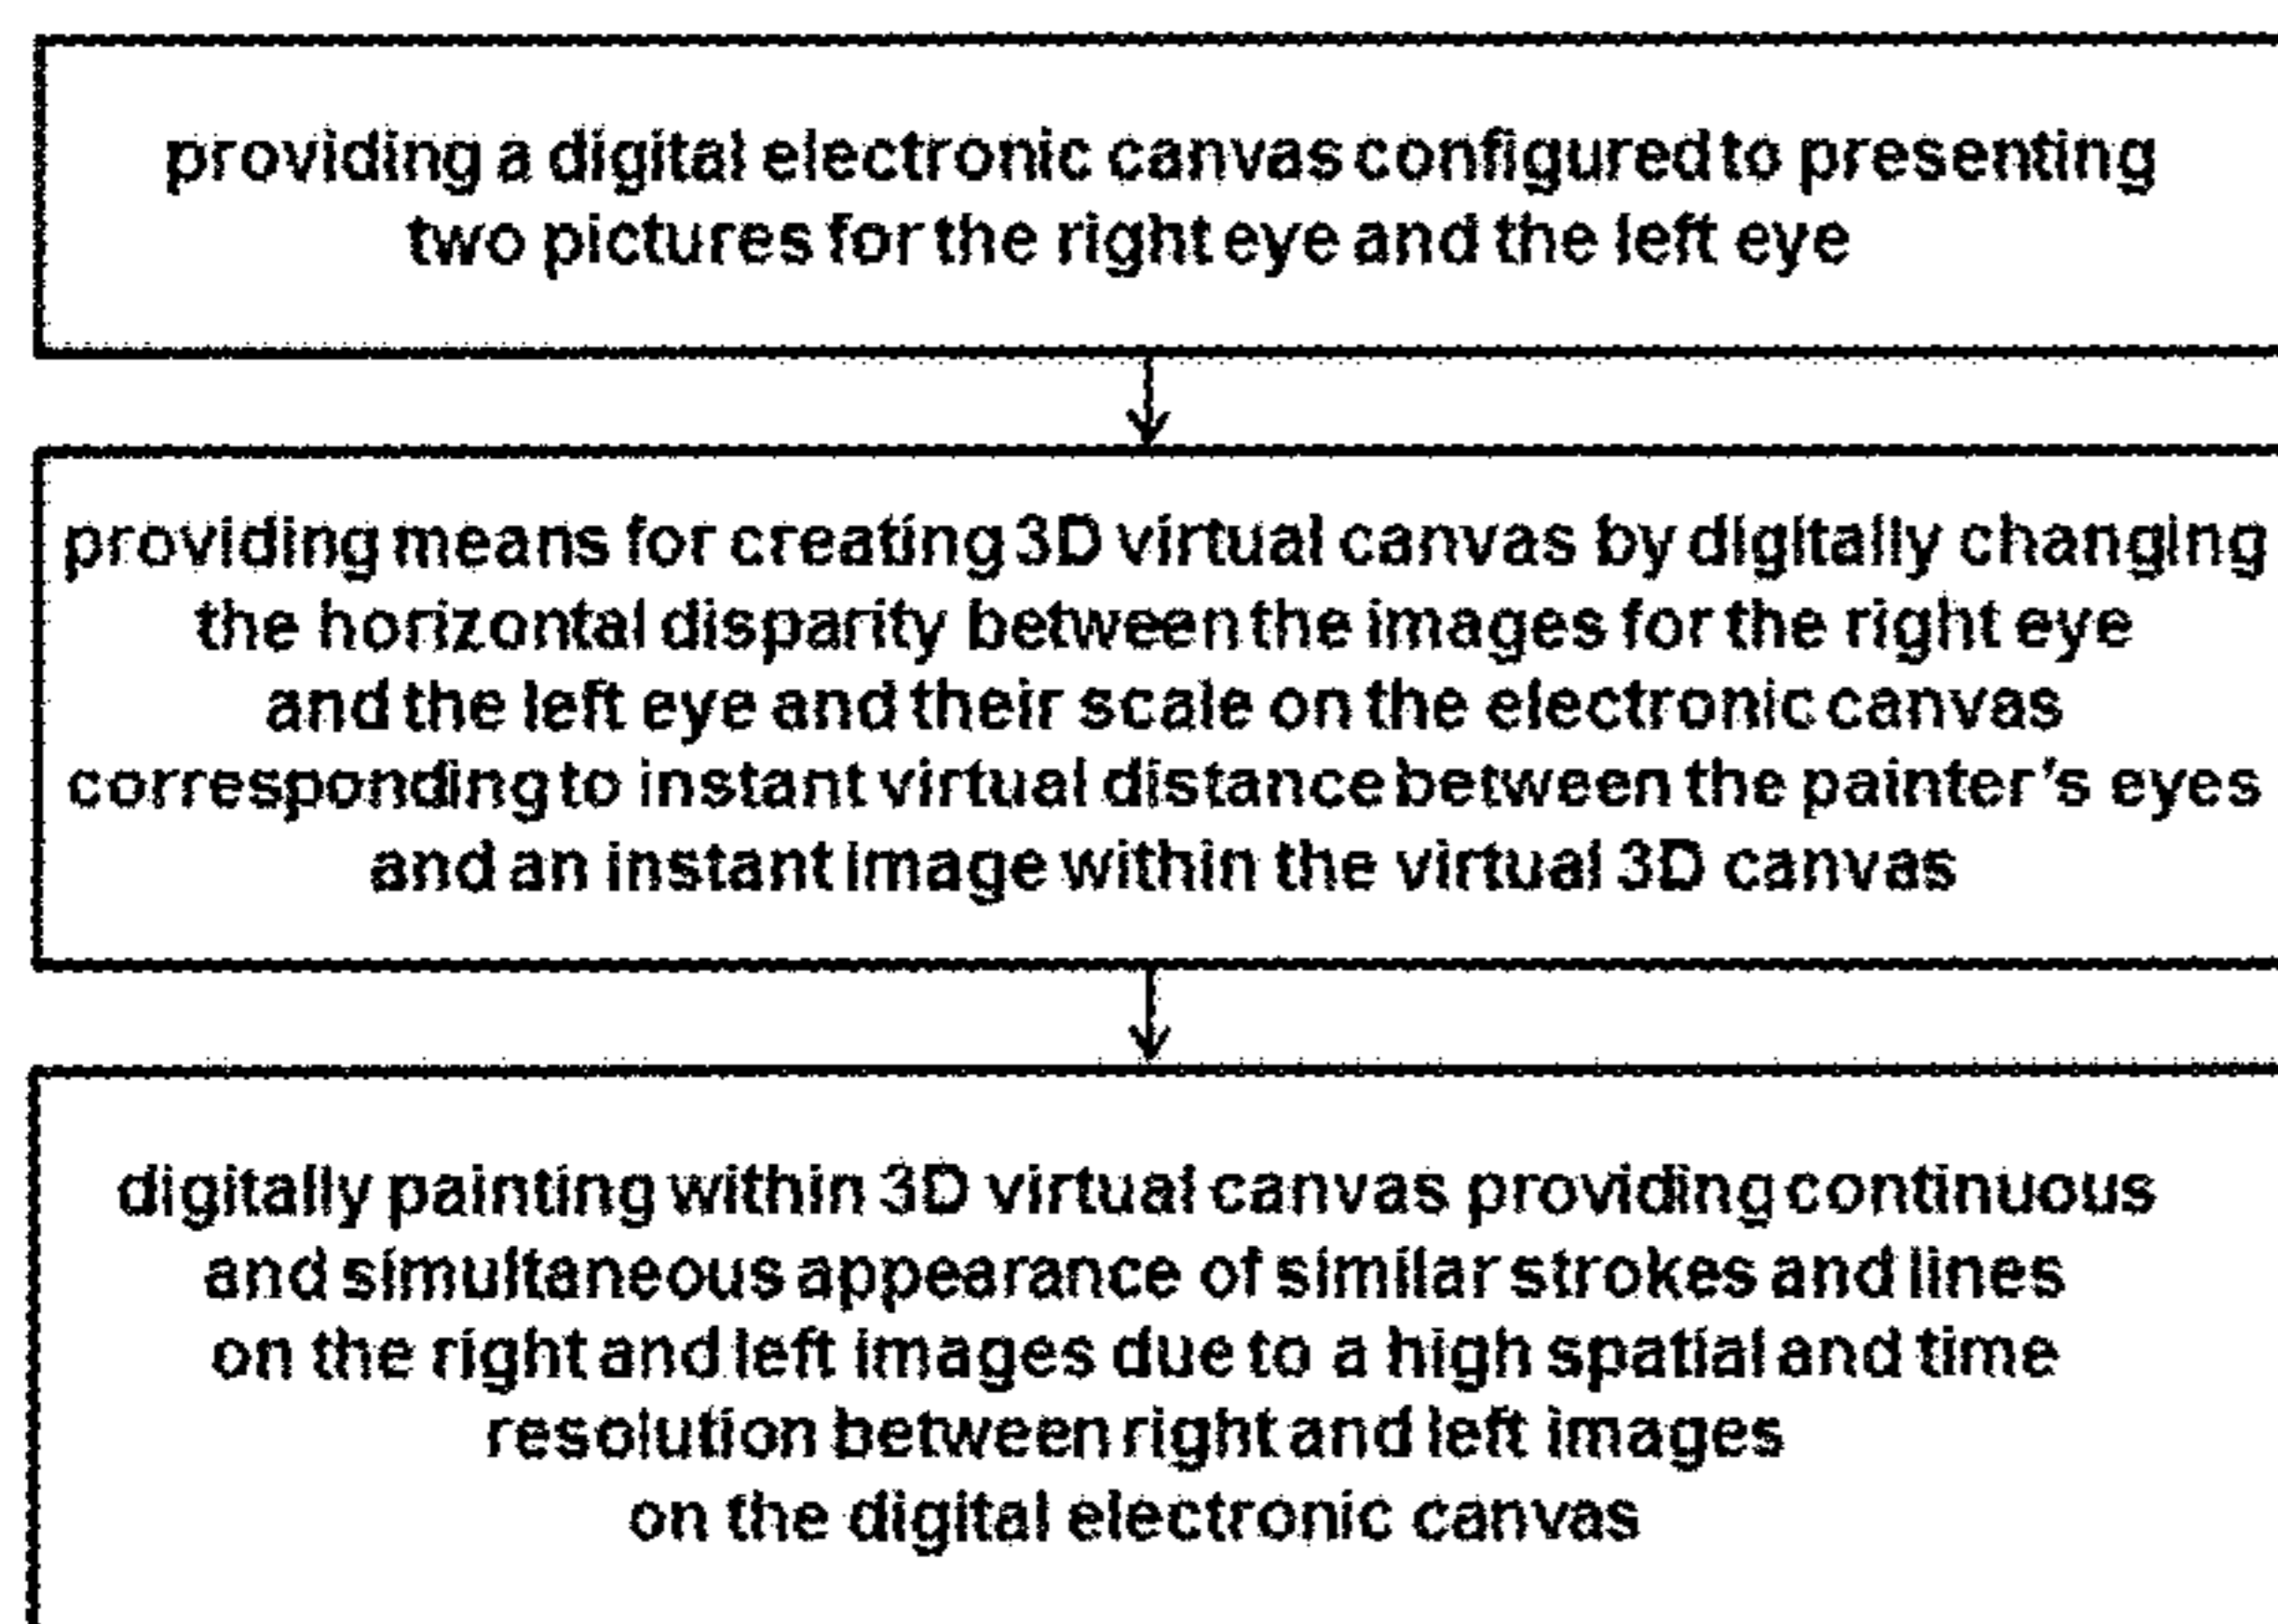 providing a digital electronic canvas configured to presenting
two pictures for the right eye and the left eye
providing means for creating 3D virtual canvas by digitally changing
the horizontal disparity between the images for the right eye
and the left eye and their scale on the electronic canvas
corresponding to instant virtual distance between the painter's eyes
and an instant image within the virtual 3D canvas
digitally painting within 3D virtual canvas providing continuous
and simultaneous appearance of similar strokes and lines
on the right and left images due to a high spatial and time
resolution between right and left images
on the digital electronic canvas